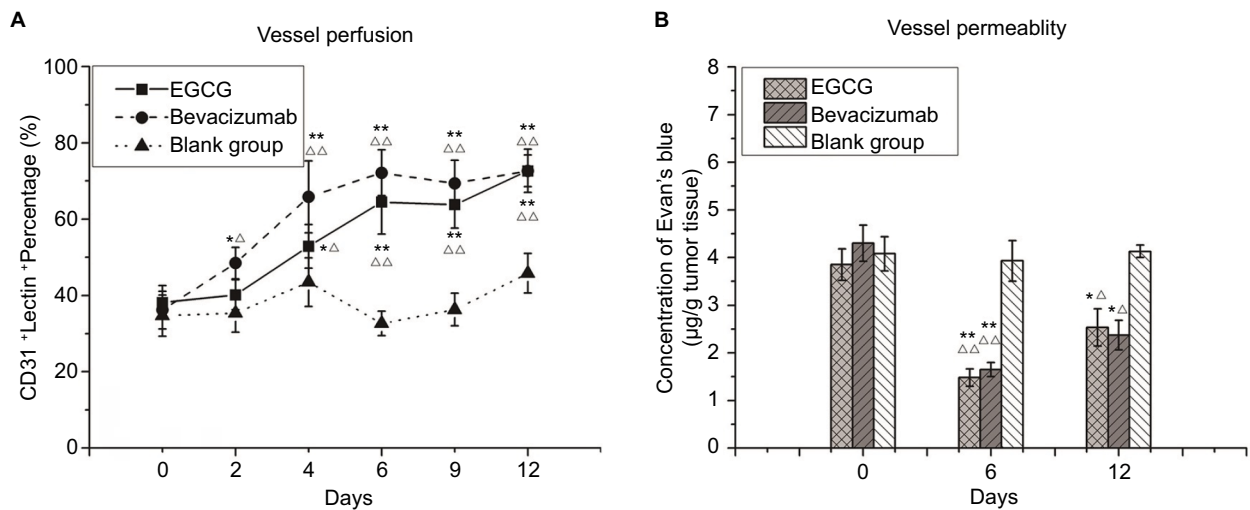 A
Vessel perfusion
CD31 +Lectin +Percentage (%)
100
80
60
40
20
0
EGCG
Bevacizumab
Blank group
** △△
** △△
** △△
** △△
* △
* △
** △△
** △△
** △△
0 2 4 6 9 12
Days
B
Vessel permeablity
Concentration of Evan's blue
(μg/g tumor tissue)
8
7
6
5
4
3
2
1
0
EGCG
Bevacizumab
Blank group
** △△
** △△
* △
* △
0 6 12
Days